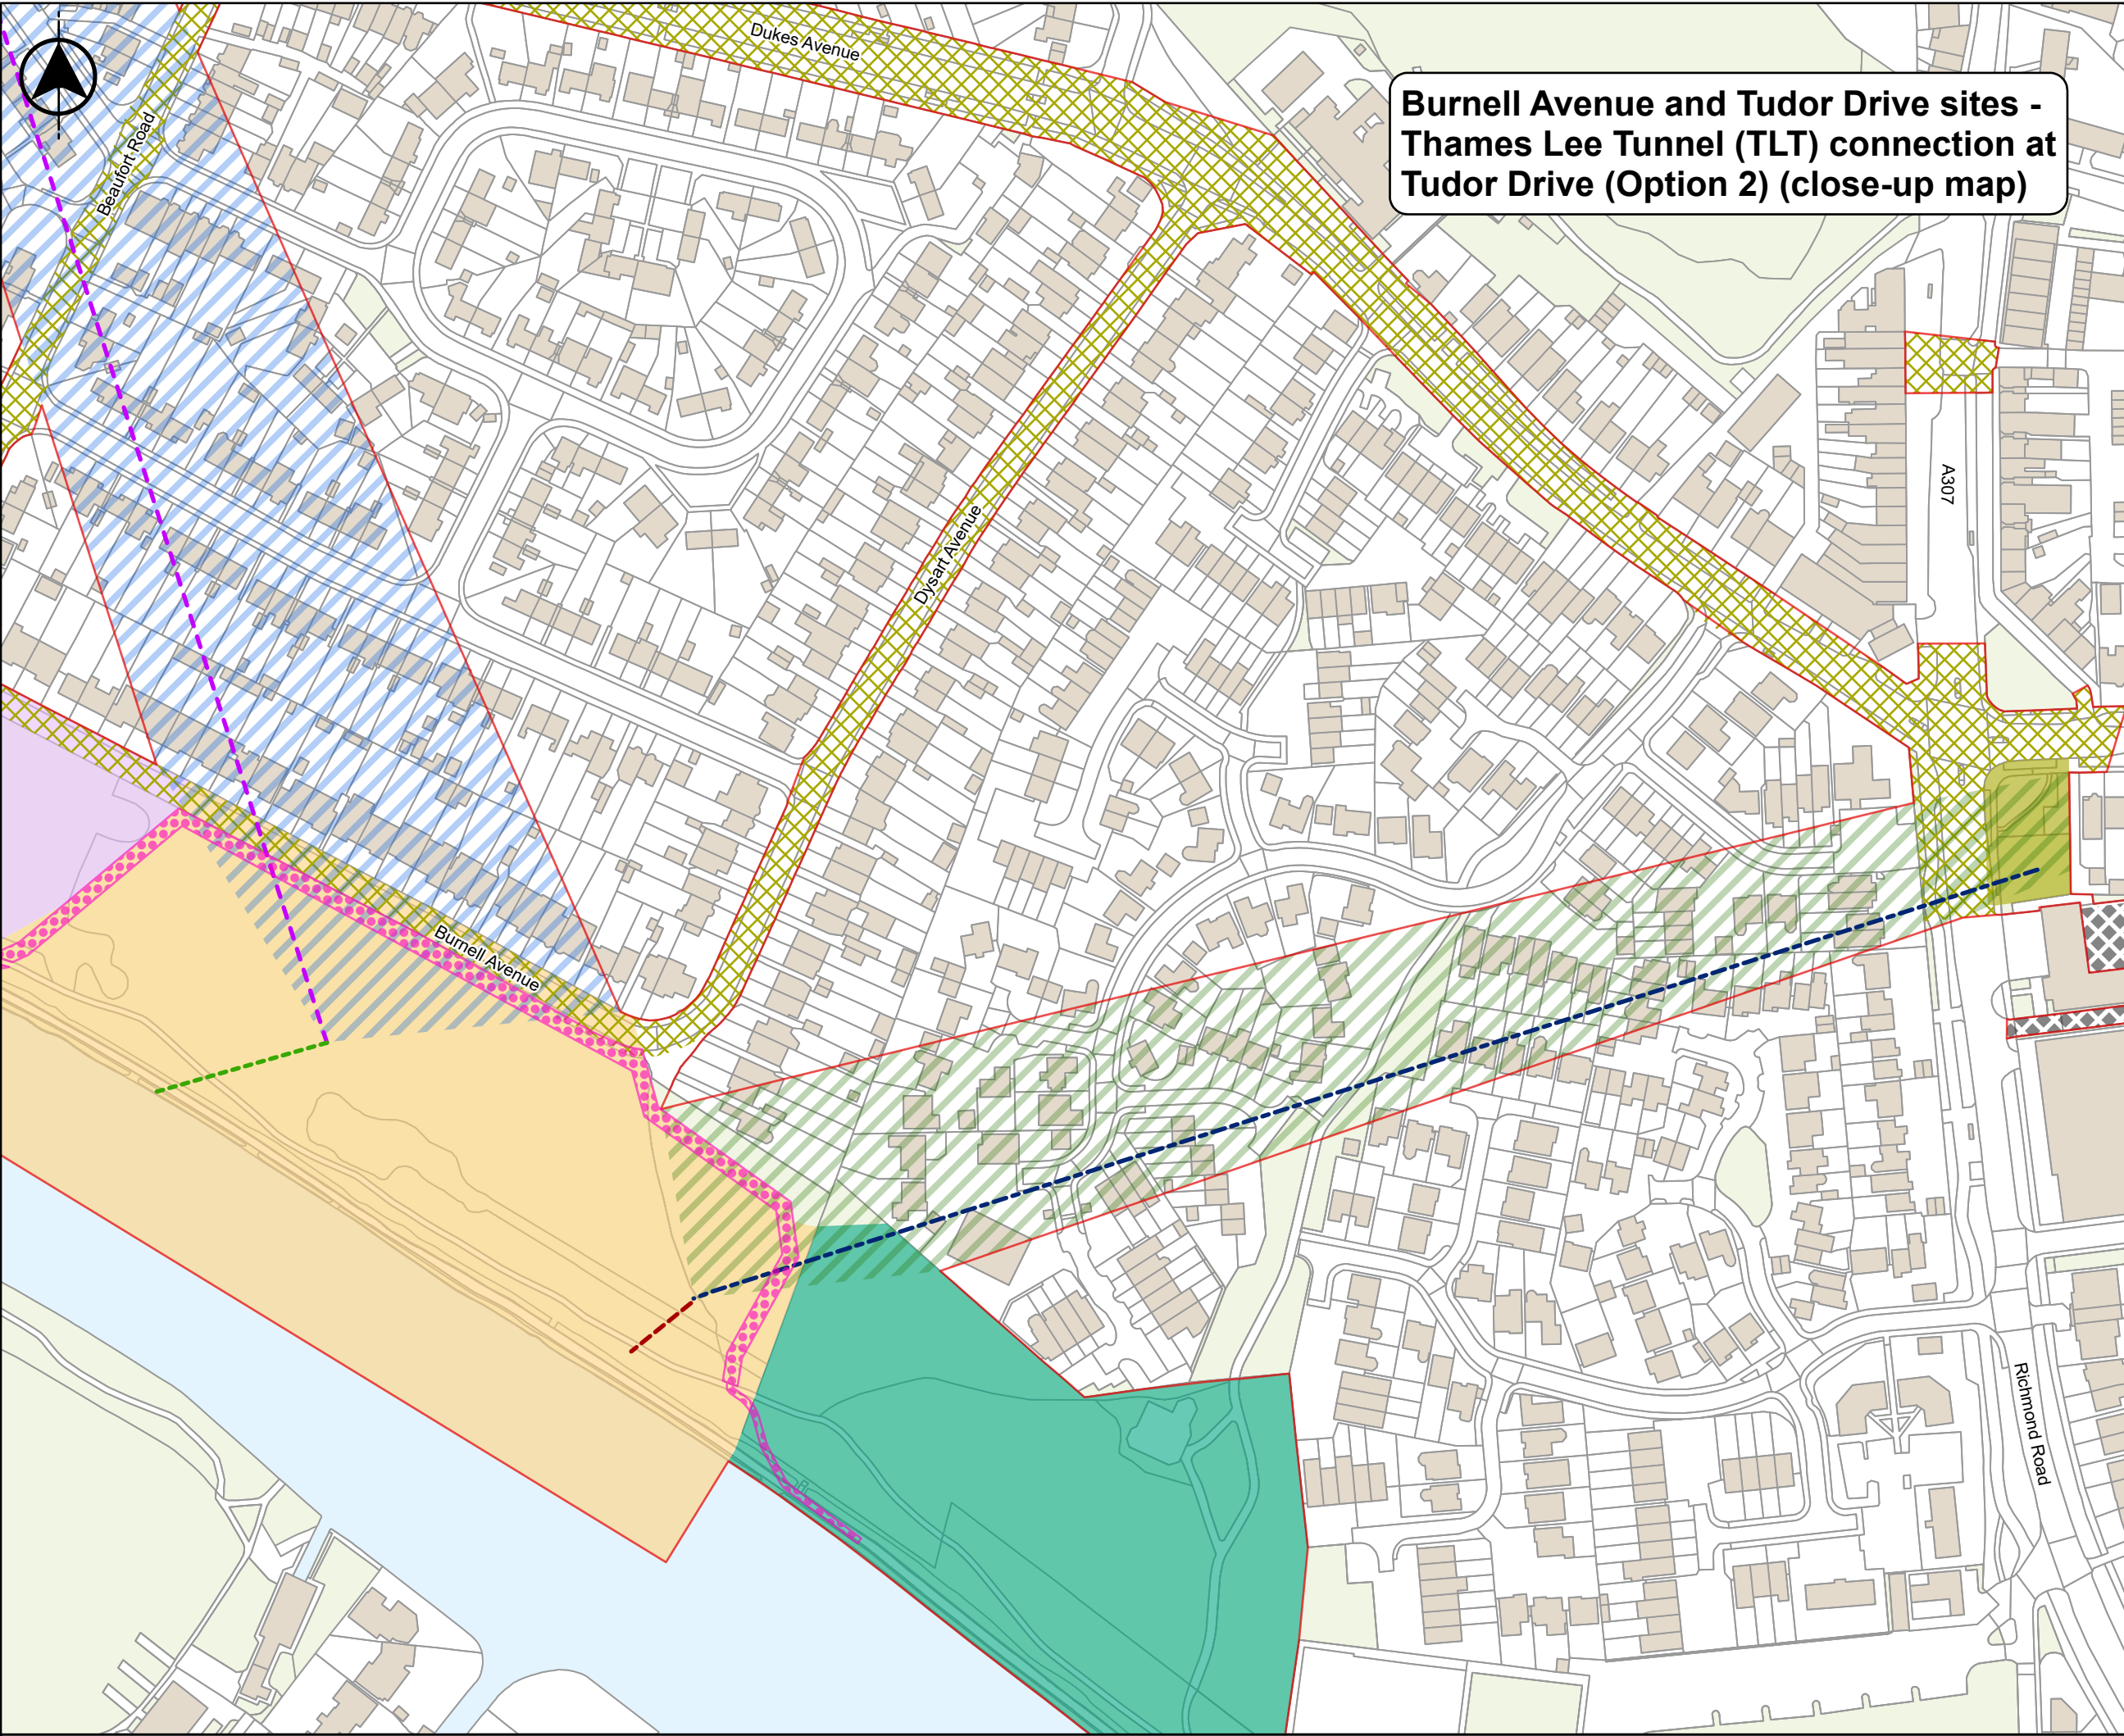 Dukes Avenue
Burnell Avenue and Tudor Drive sites -
Thames Lee Tunnel (TLT) connection at
Tudor Drive (Option 2) (close-up map)
Beaufort Road
A307
Dysart Avenue
Burnell Avenue
Richmond Road